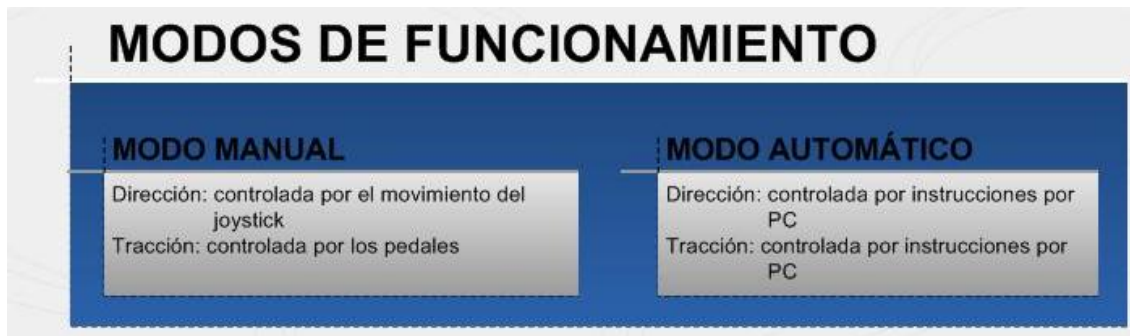 MODOS DE FUNCIONAMIENTO
MODO MANUAL
Dirección: controlada por el movimiento del
joystick
Tracción: controlada por los pedales
MODO AUTOMÁTICO
Dirección: controlada por instrucciones por
PC
Tracción: controlada por instrucciones por
PC